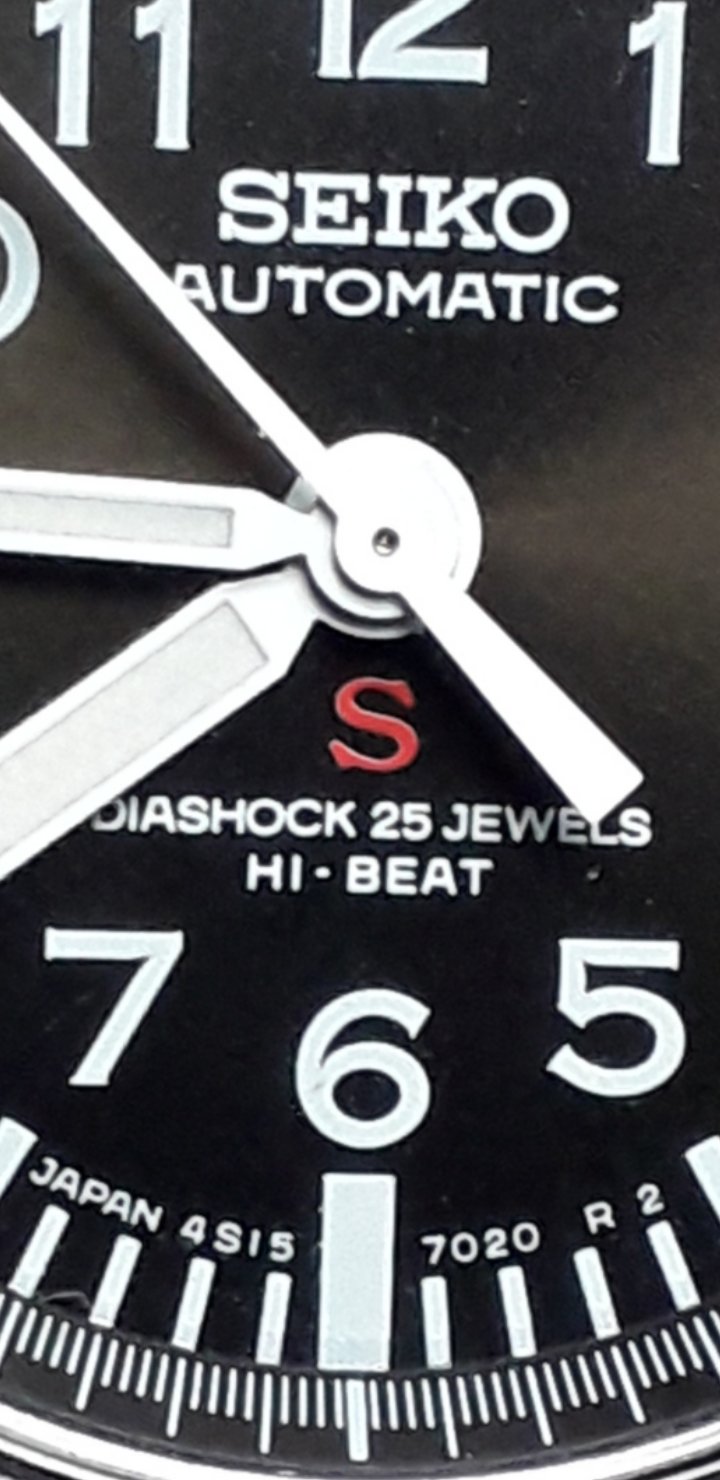 11 12 1
SEIKO
AUTOMATIC
S
DIASHOCK 25 JEWELS
HI-BEAT
7 6 5
JAPAN 4S15 7020 R 2